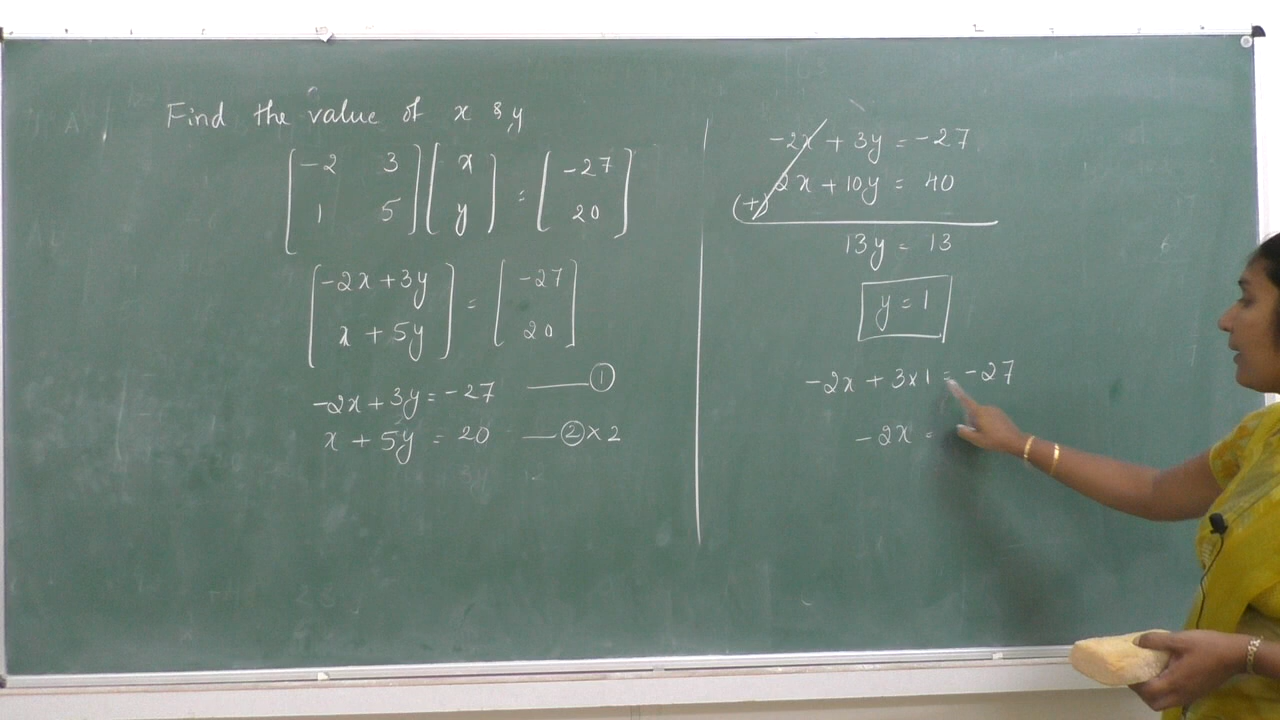 Find the value of x & y
[-2 3] [x] = [-27]
[1 5] [y] [20]
[-2x + 3y] = [-27]
[x + 5y] [20]
-2x + 3y = -27 —— ①
x + 5y = 20 — ② × 2
-2x + 3y = -27
2x + 10y = 40
(+)
13y = 13
y = 1
-2x + 3×1 = -27
-2x =